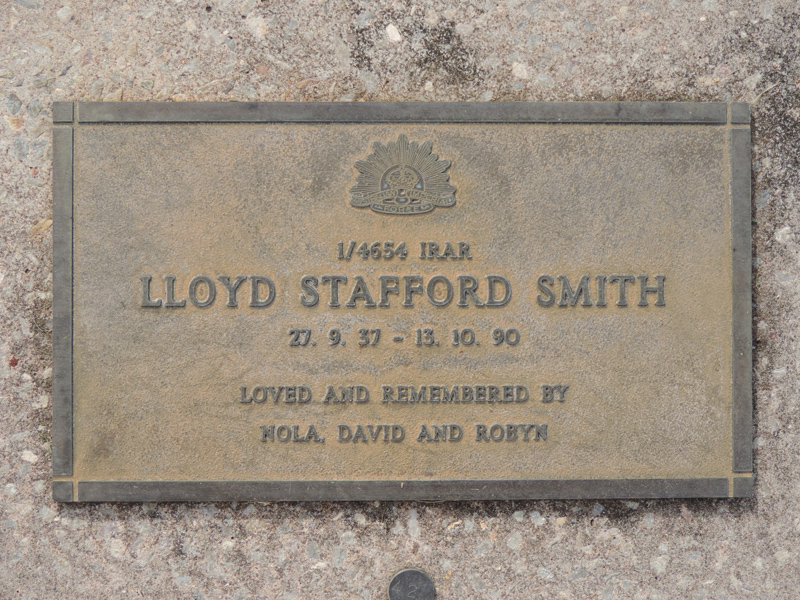 1/4654 1RAR
LLOYD STAFFORD SMITH
27. 9. 37 - 13. 10. 90
LOVED AND REMEMBERED BY
NOLA, DAVID AND ROBYN
2